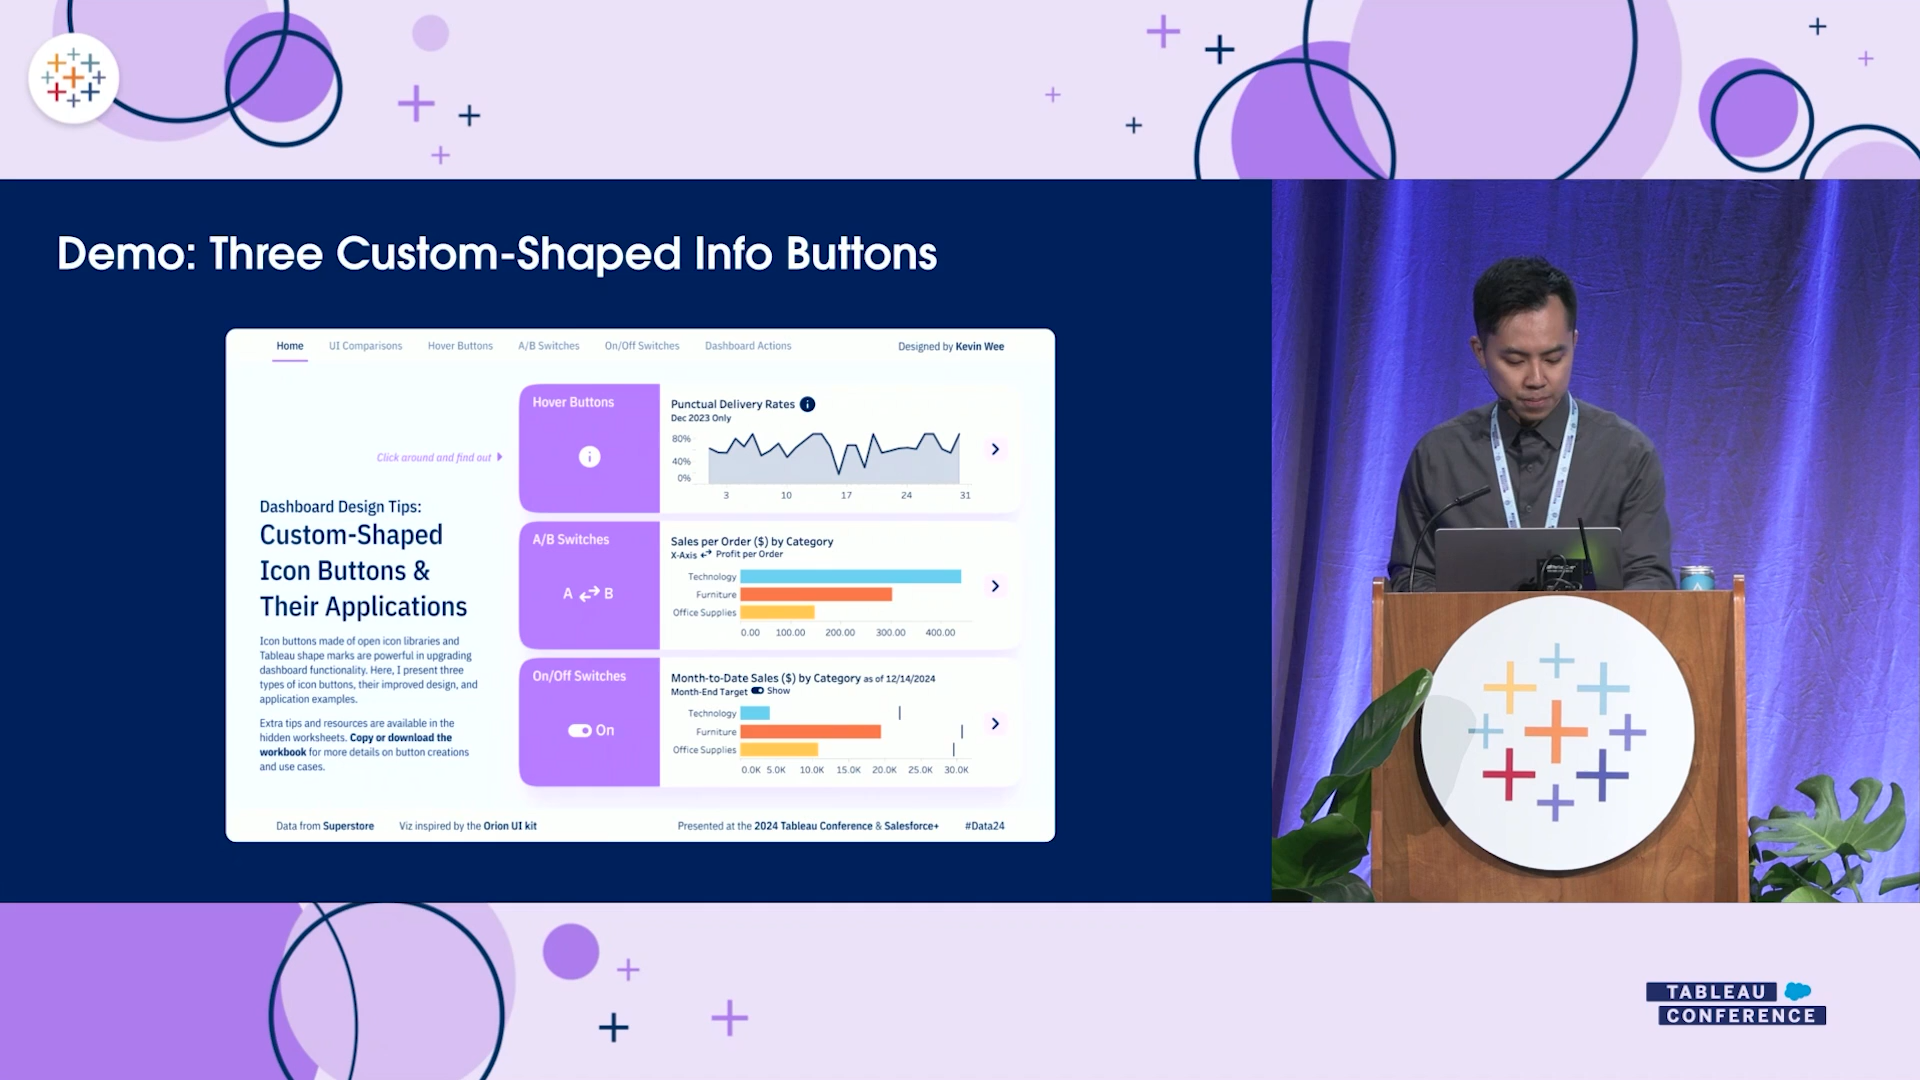 Demo: Three Custom-Shaped Info Buttons
Home UI Comparisons Hover Buttons A/B Switches On/Off Switches Dashboard Actions Designed by Kevin Wee
Click around and find out
Dashboard Design Tips:
Custom-Shaped
Icon Buttons &
Their Applications
Icon buttons made of open icon libraries and
Tableau shape marks are powerful in upgrading
dashboard functionality. Here, I present three
types of icon buttons, their improved design, and
application examples.
Extra tips and resources are available in the
hidden worksheets. Copy or download the
workbook for more details on button creations
and use cases.
Hover Buttons
i
Punctual Delivery Rates i
Dec 2023 Only
80%
40%
0%
3 10 17 24 31
A/B Switches
A B
Sales per Order ($) by Category
X-Axis Profit per Order
Technology
Furniture
Office Supplies
0.00 100.00 200.00 300.00 400.00
On/Off Switches
On
Month-to-Date Sales ($) by Category as of 12/14/2024
Month-End Target Show
Technology
Furniture
Office Supplies
0.0K 5.0K 10.0K 15.0K 20.0K 25.0K 30.0K
Data from Superstore Viz inspired by the Orion UI kit Presented at the 2024 Tableau Conference & Salesforce+ #Data24
TABLEAU
CONFERENCE